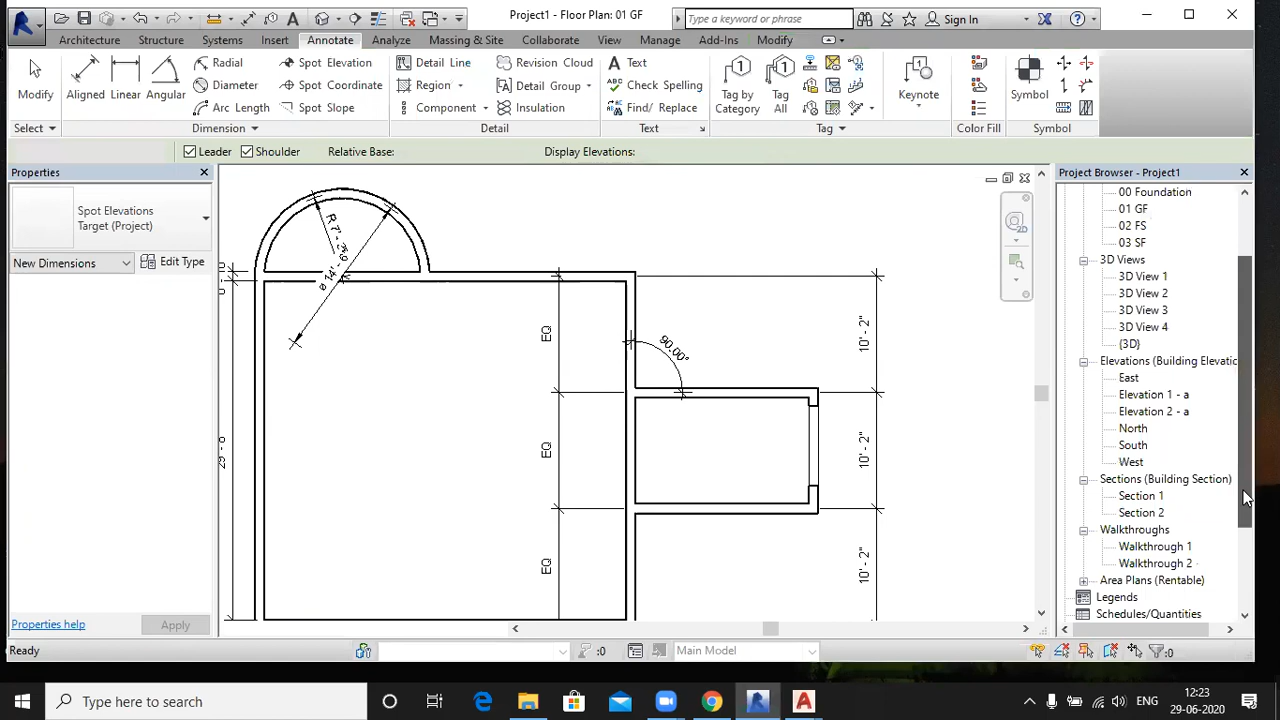 Project1 - Floor Plan: 01 GF
Type a keyword or phrase
Sign In
Architecture Structure Systems Insert Annotate Analyze Massing & Site Collaborate View Manage Add-Ins Modify
Modify Aligned Linear Angular Radial Spot Elevation Detail Line Revision Cloud Text Tag by Category Tag All Keynote Symbol
Diameter Spot Coordinate Region Detail Group Check Spelling
Arc Length Spot Slope Component Insulation Find/ Replace
Select Dimension Detail Text Tag Color Fill Symbol
Leader Shoulder Relative Base: Display Elevations:
Properties
Spot Elevations
Target (Project)
New Dimensions Edit Type
Properties help Apply
R 7' -
ø 14' - 6"
29' - 8"
EQ
EQ
EQ
90.00°
10' - 2"
10' - 2"
10' - 2"
2D
Project Browser - Project1
00 Foundation
01 GF
02 FS
03 SF
3D Views
3D View 1
3D View 2
3D View 3
3D View 4
{3D}
Elevations (Building Elevatic
East
Elevation 1 - a
Elevation 2 - a
North
South
West
Sections (Building Section)
Section 1
Section 2
Walkthroughs
Walkthrough 1
Walkthrough 2
Area Plans (Rentable)
Legends
Schedules/Quantities
Ready :0 Main Model :0
Type here to search
ENG
12:23
29-06-2020